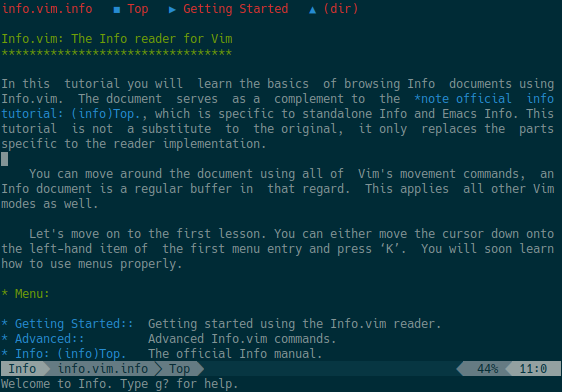 info.vim.info ■ Top ▶ Getting Started ▲ (dir)
Info.vim: The Info reader for Vim
*********************************
In this tutorial you will learn the basics of browsing Info documents using
Info.vim. The document serves as a complement to the *note official info
tutorial: (info)Top., which is specific to standalone Info and Emacs Info. This
tutorial is not a substitute to the original, it only replaces the parts
specific to the reader implementation.
You can move around the document using all of Vim's movement commands, an
Info document is a regular buffer in that regard. This applies all other Vim
modes as well.
Let's move on to the first lesson. You can either move the cursor down onto
the left-hand item of the first menu entry and press ‘K’. You will soon learn
how to use menus properly.
* Menu:
* Getting Started:: Getting started using the Info.vim reader.
* Advanced:: Advanced Info.vim commands.
* Info: (info)Top. The official Info manual.
Info info.vim.info Top 44% 11:0
Welcome to Info. Type g? for help.